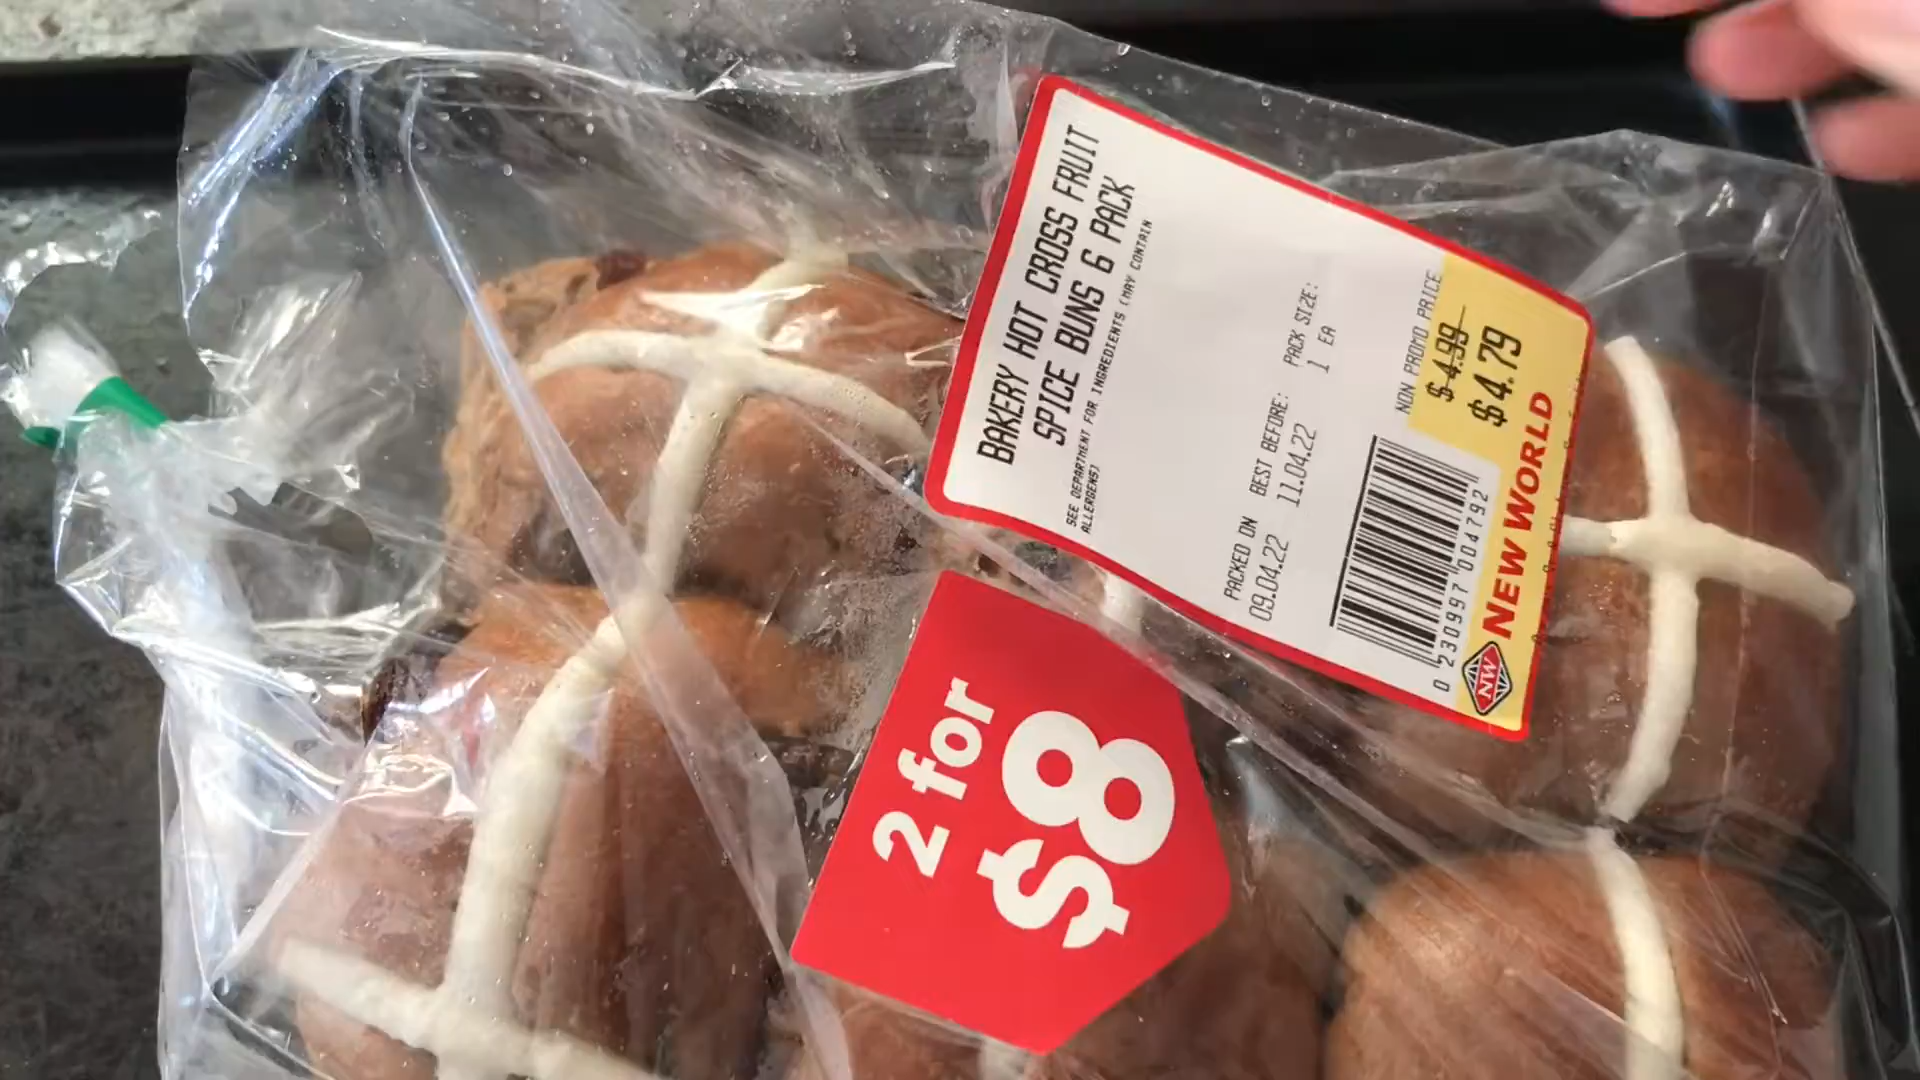 BAKERY HOT CROSS FRUIT
SPICE BUNS 6 PACK
SEE DEPARTMENT FOR INGREDIENTS (MAY CONTAIN
ALLERGENS)
PACKED ON
09.04.22
BEST BEFORE:
11.04.22
PACK SIZE:
1 EA
NON PROMO PRICE
$4.99
$4.79
0 230997 004792
NW NEW WORLD
2 for
$8